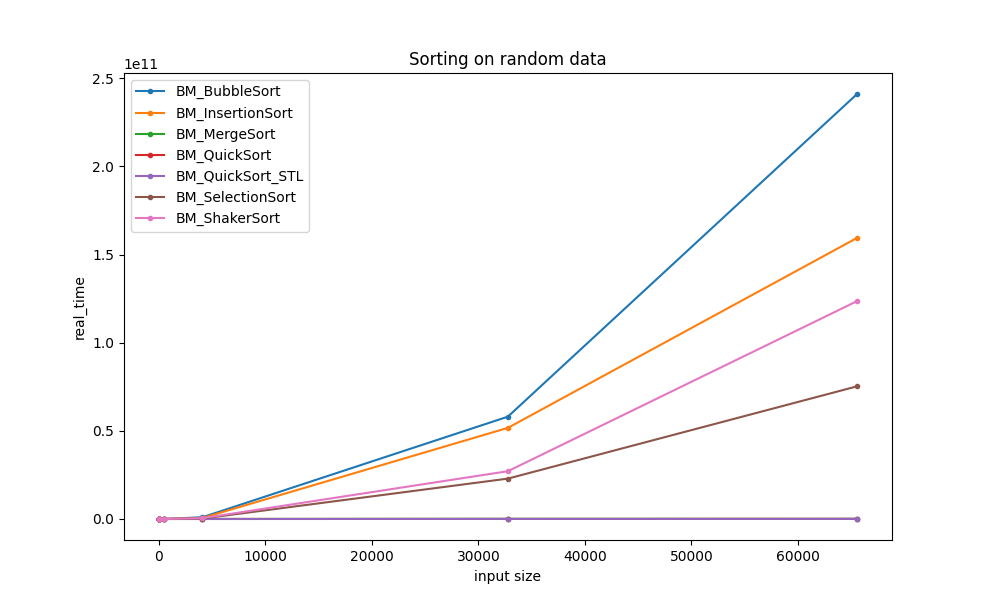 Sorting on random data
1e11
2.5
2.0
1.5
1.0
0.5
0.0
real_time
BM_BubbleSort
BM_InsertionSort
BM_MergeSort
BM_QuickSort
BM_QuickSort_STL
BM_SelectionSort
BM_ShakerSort
0 10000 20000 30000 40000 50000 60000
input size